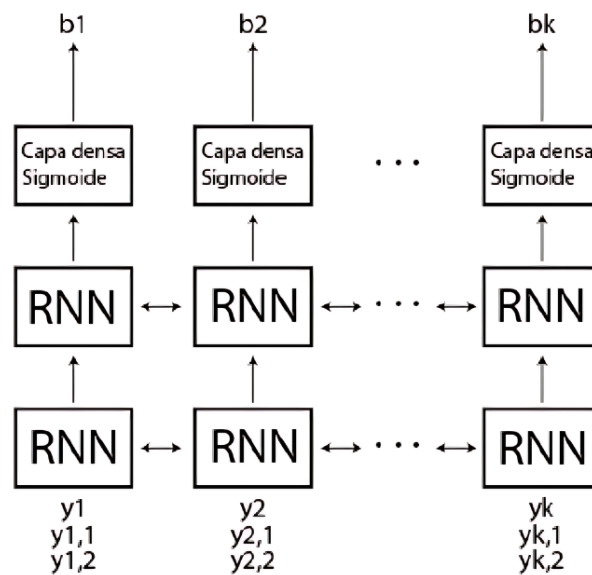 b1 b2 bk
Capa densa Capa densa Capa densa
Sigmoide Sigmoide ... Sigmoide
RNN RNN ... RNN
RNN RNN ... RNN
y1 y2 yk
y1,1 y2,1 yk,1
y1,2 y2,2 yk,2